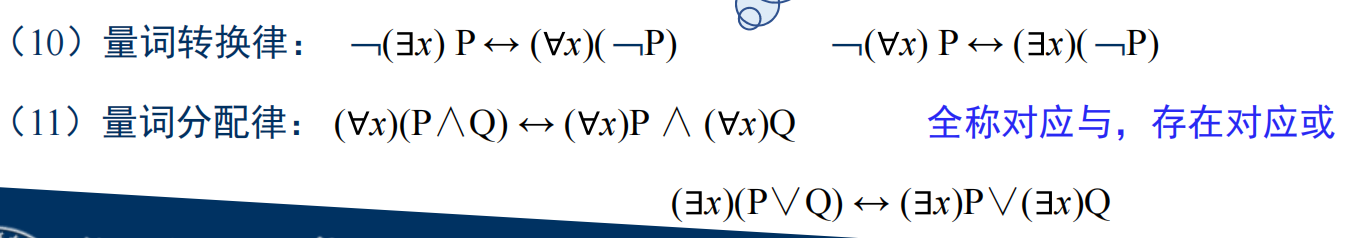 （10）量词转换律： ¬(∃x) P ↔ (∀x)( ¬P) ¬(∀x) P ↔ (∃x)( ¬P)
（11）量词分配律： (∀x)(P∧Q) ↔ (∀x)P ∧ (∀x)Q 全称对应与，存在对应或
(∃x)(P∨Q) ↔ (∃x)P∨(∃x)Q